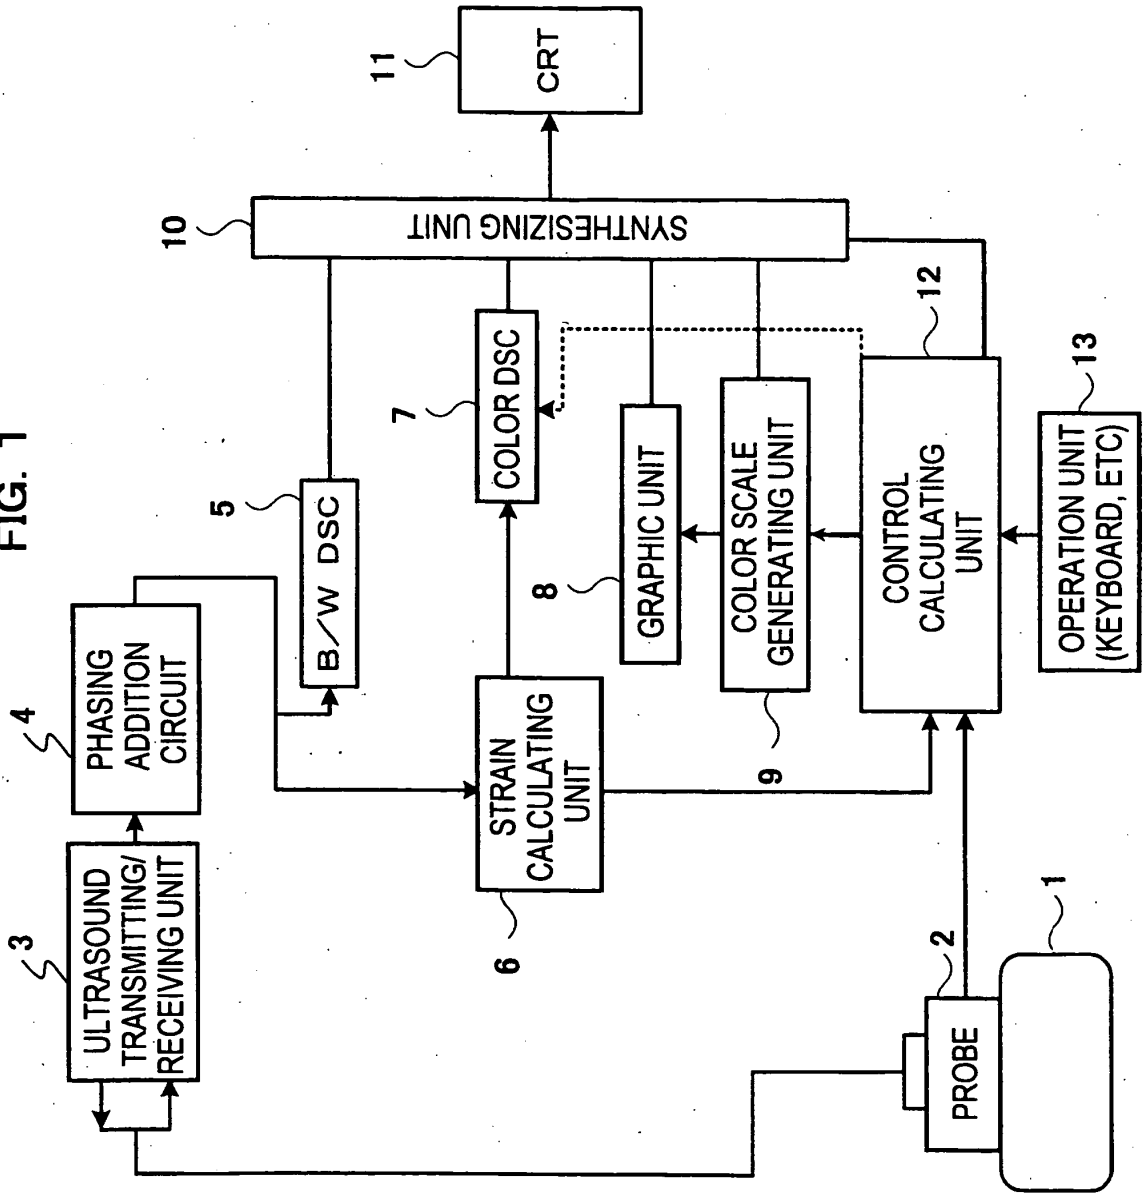 FIG. 1
3
ULTRASOUND
TRANSMITTING/
RECEIVING UNIT
4
PHASING
ADDITION
CIRCUIT
5
B/W DSC
10
SYNTHESIZING UNIT
11
CRT
6
STRAIN
CALCULATING
UNIT
7
COLOR DSC
8
GRAPHIC UNIT
9
COLOR SCALE
GENERATING UNIT
12
CONTROL
CALCULATING
UNIT
2
PROBE
1
13
OPERATION UNIT
(KEYBOARD, ETC)